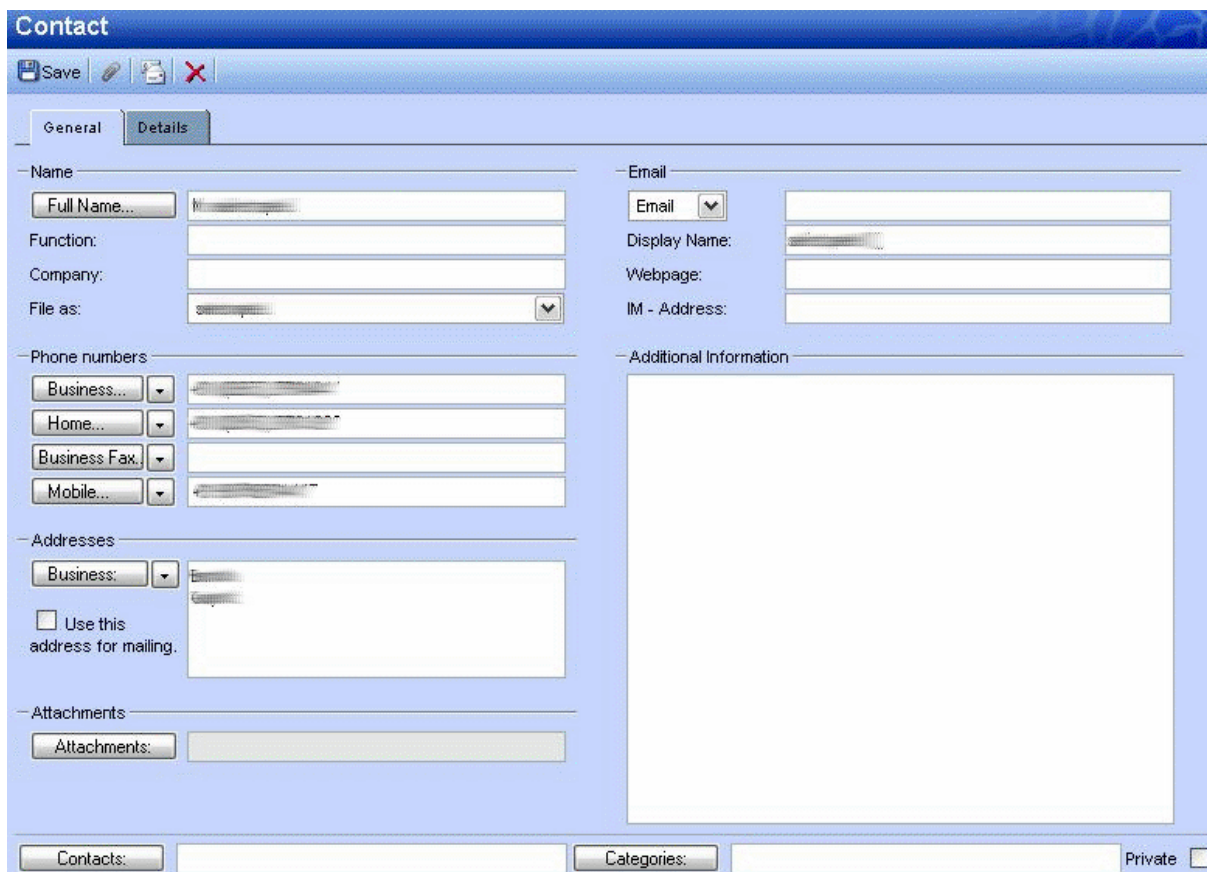 Contact
Save
General Details
Name
Full Name...
Function:
Company:
File as:
Email
Email
Display Name:
Webpage:
IM - Address:
Phone numbers
Business...
Home...
Business Fax..
Mobile...
Additional Information
Addresses
Business:
Use this
address for mailing.
Attachments
Attachments:
Contacts: Categories: Private